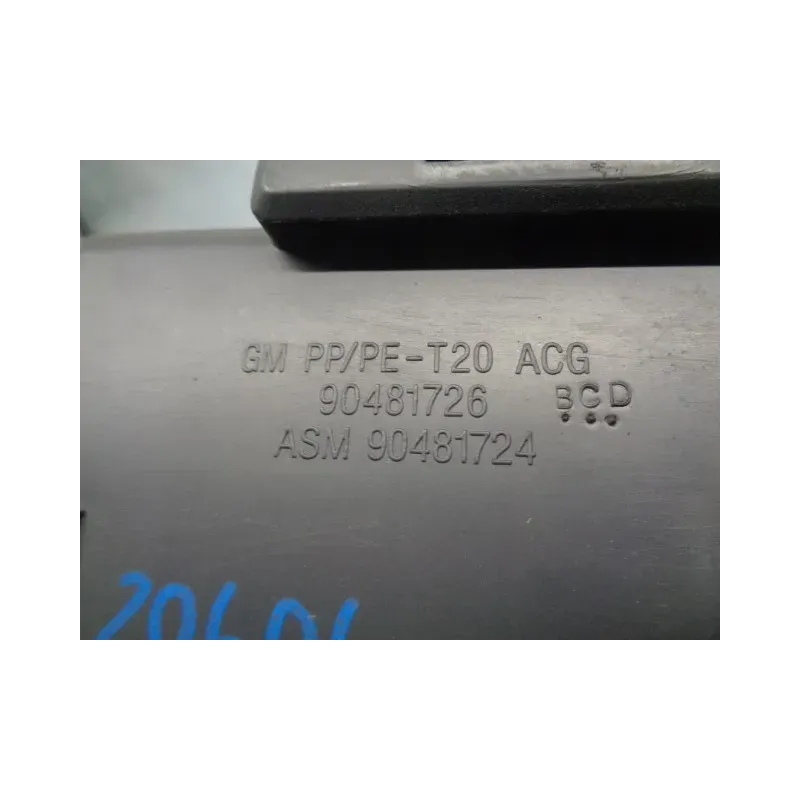 GM PP/PE-T20 ACG
90481726 BCD
ASM 90481724